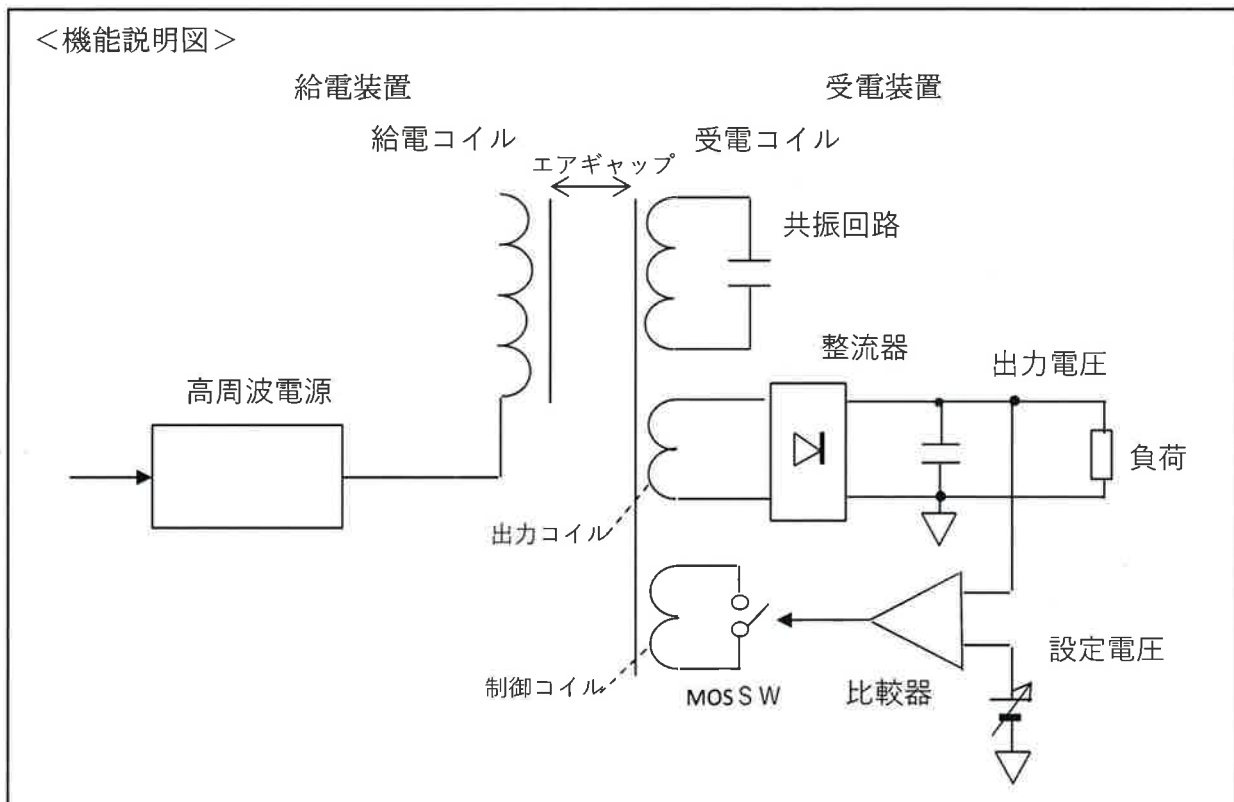 ＜機能説明図＞
給電装置
受電装置
給電コイル
受電コイル
エアギャップ
共振回路
整流器
出力電圧
高周波電源
負荷
出力コイル
設定電圧
制御コイル
MOSＳＷ
比較器